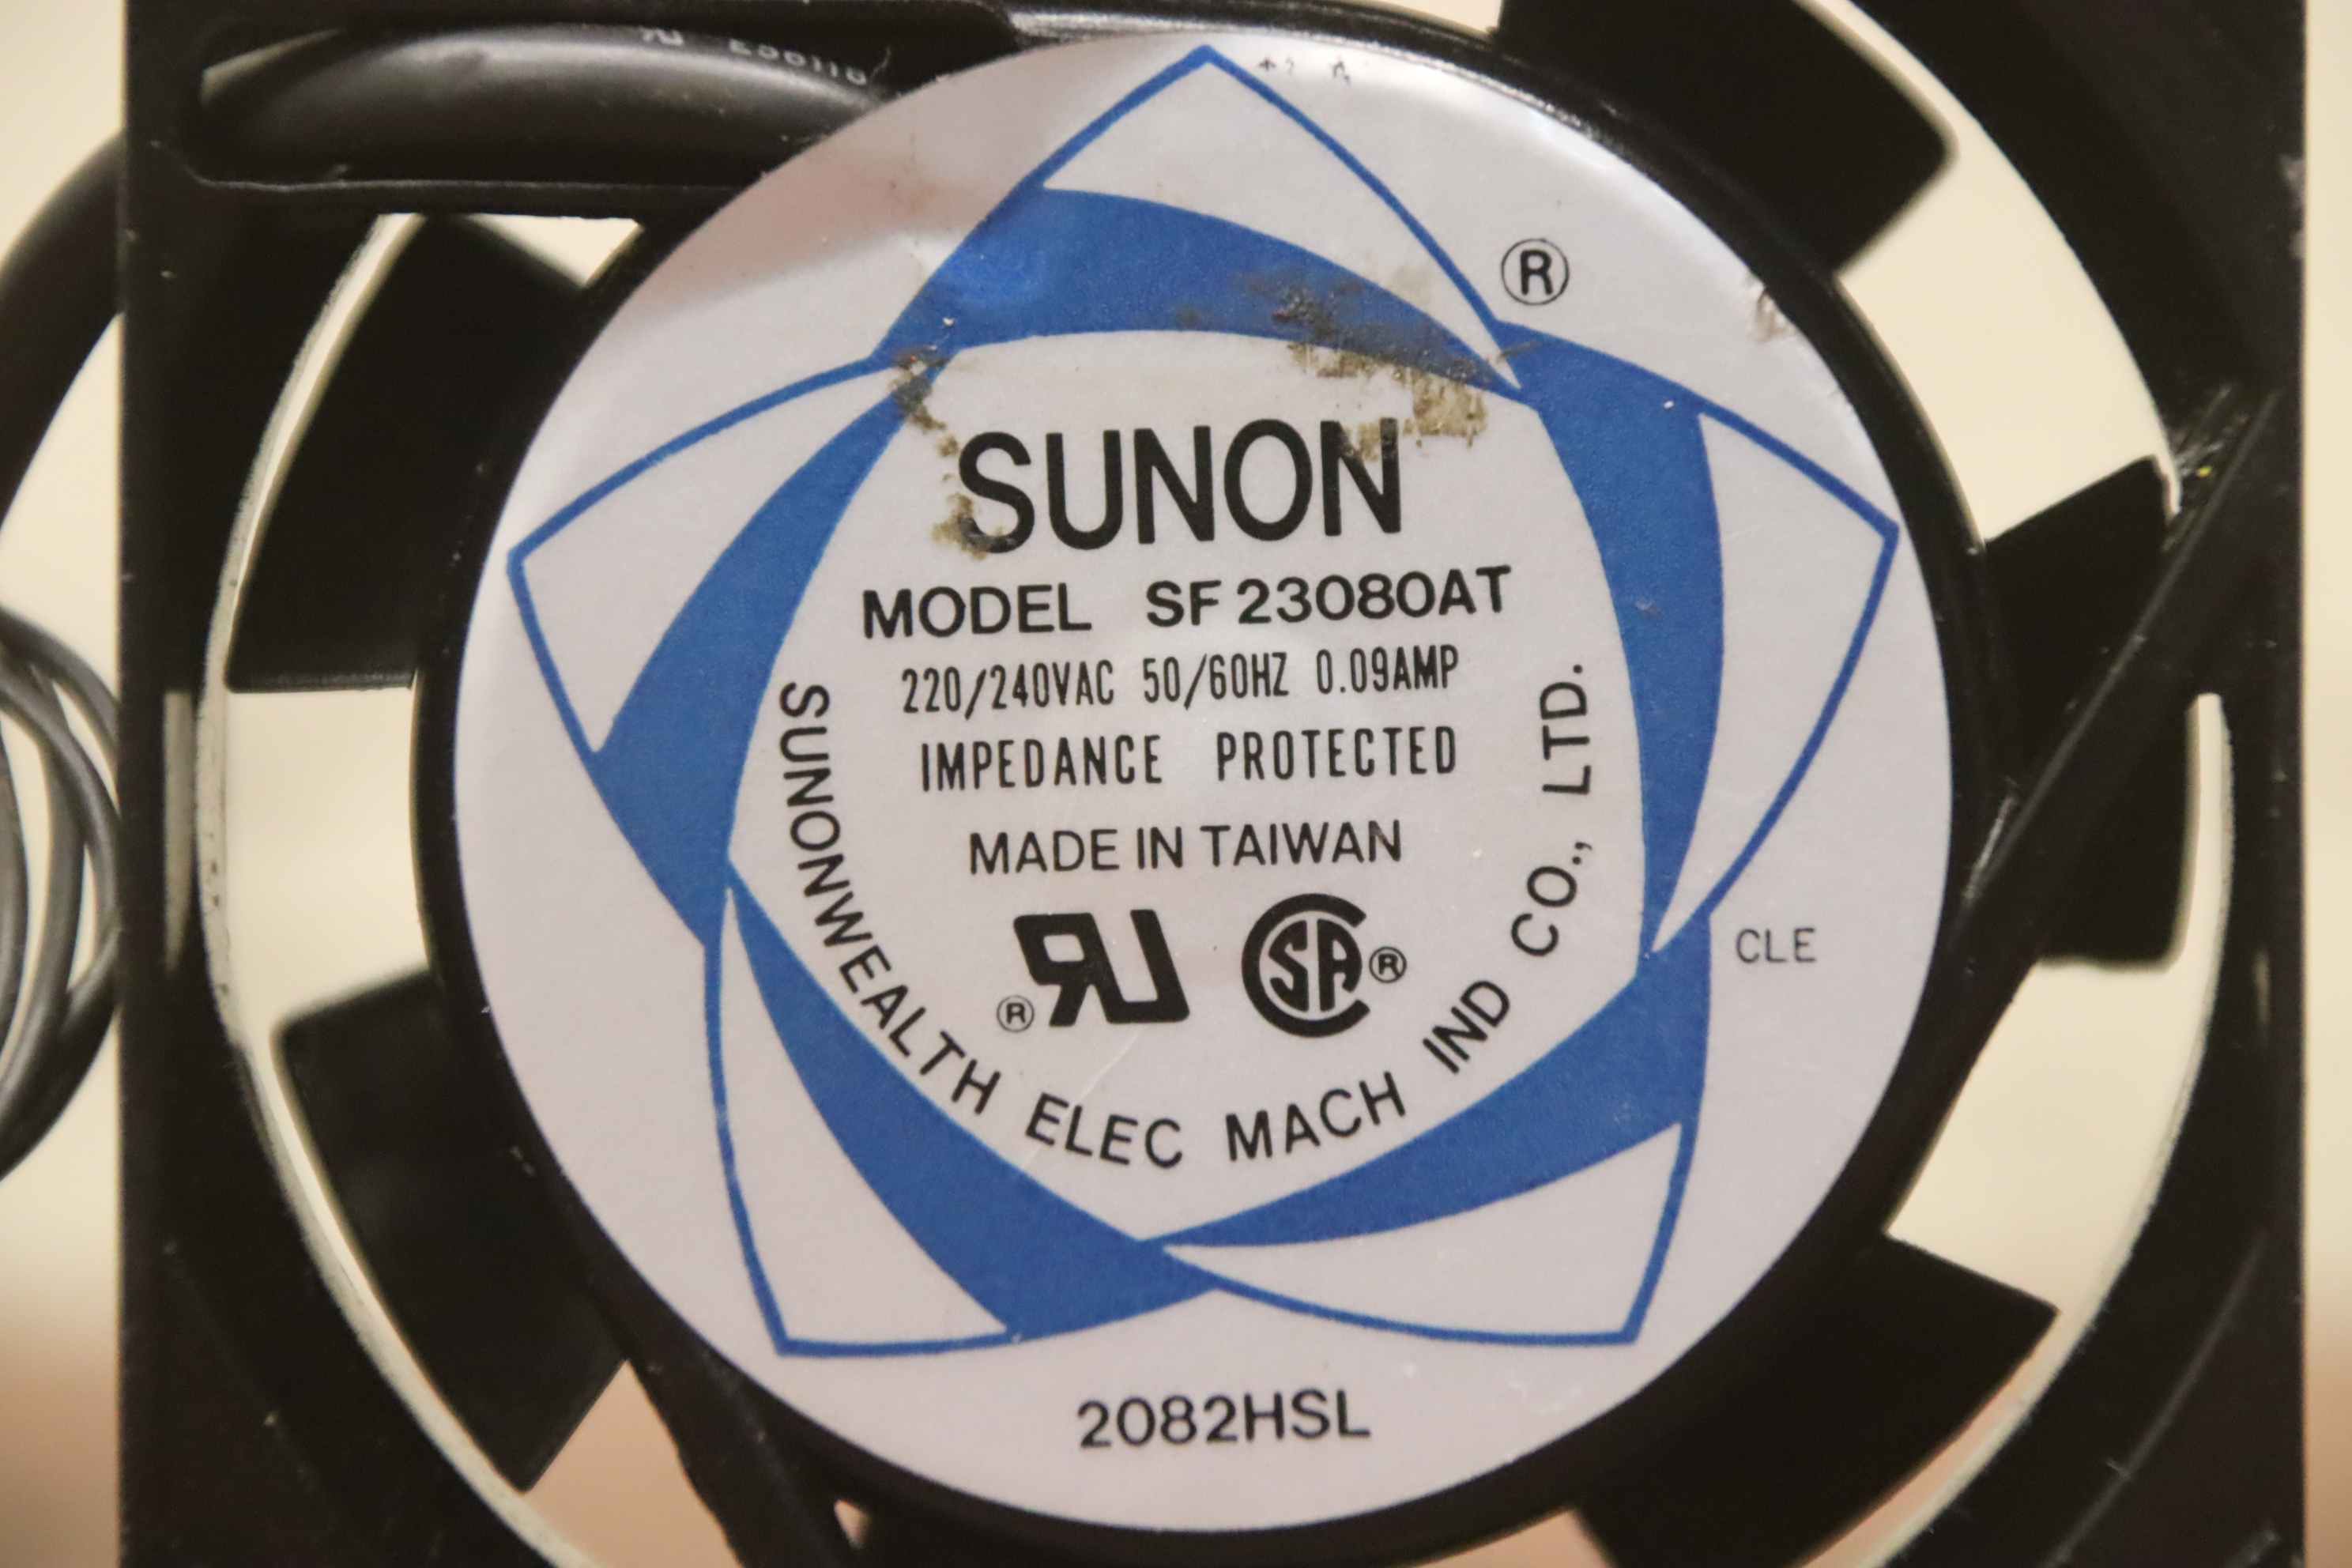 ®
SUNON
MODEL SF23080AT
220/240VAC 50/60HZ 0.09AMP
IMPEDANCE PROTECTED
MADE IN TAIWAN
SA®
®
CLE
SUNONWEALTH ELEC MACH IND CO., LTD.
2082HSL